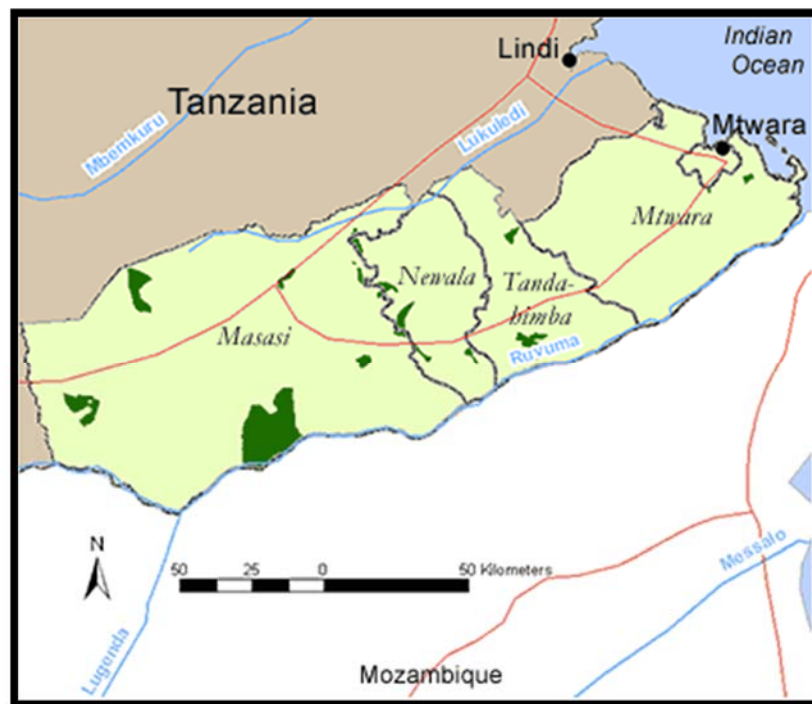 Indian
Ocean
Lindi
Tanzania
Mtwara
Lukuledi
Mbemkuru
Mtwara
Newala
Tanda-
himba
Masasi
Ruvuma
N
50 25 0 50 Kilometers
Messalo
Lugenda
Mozambique